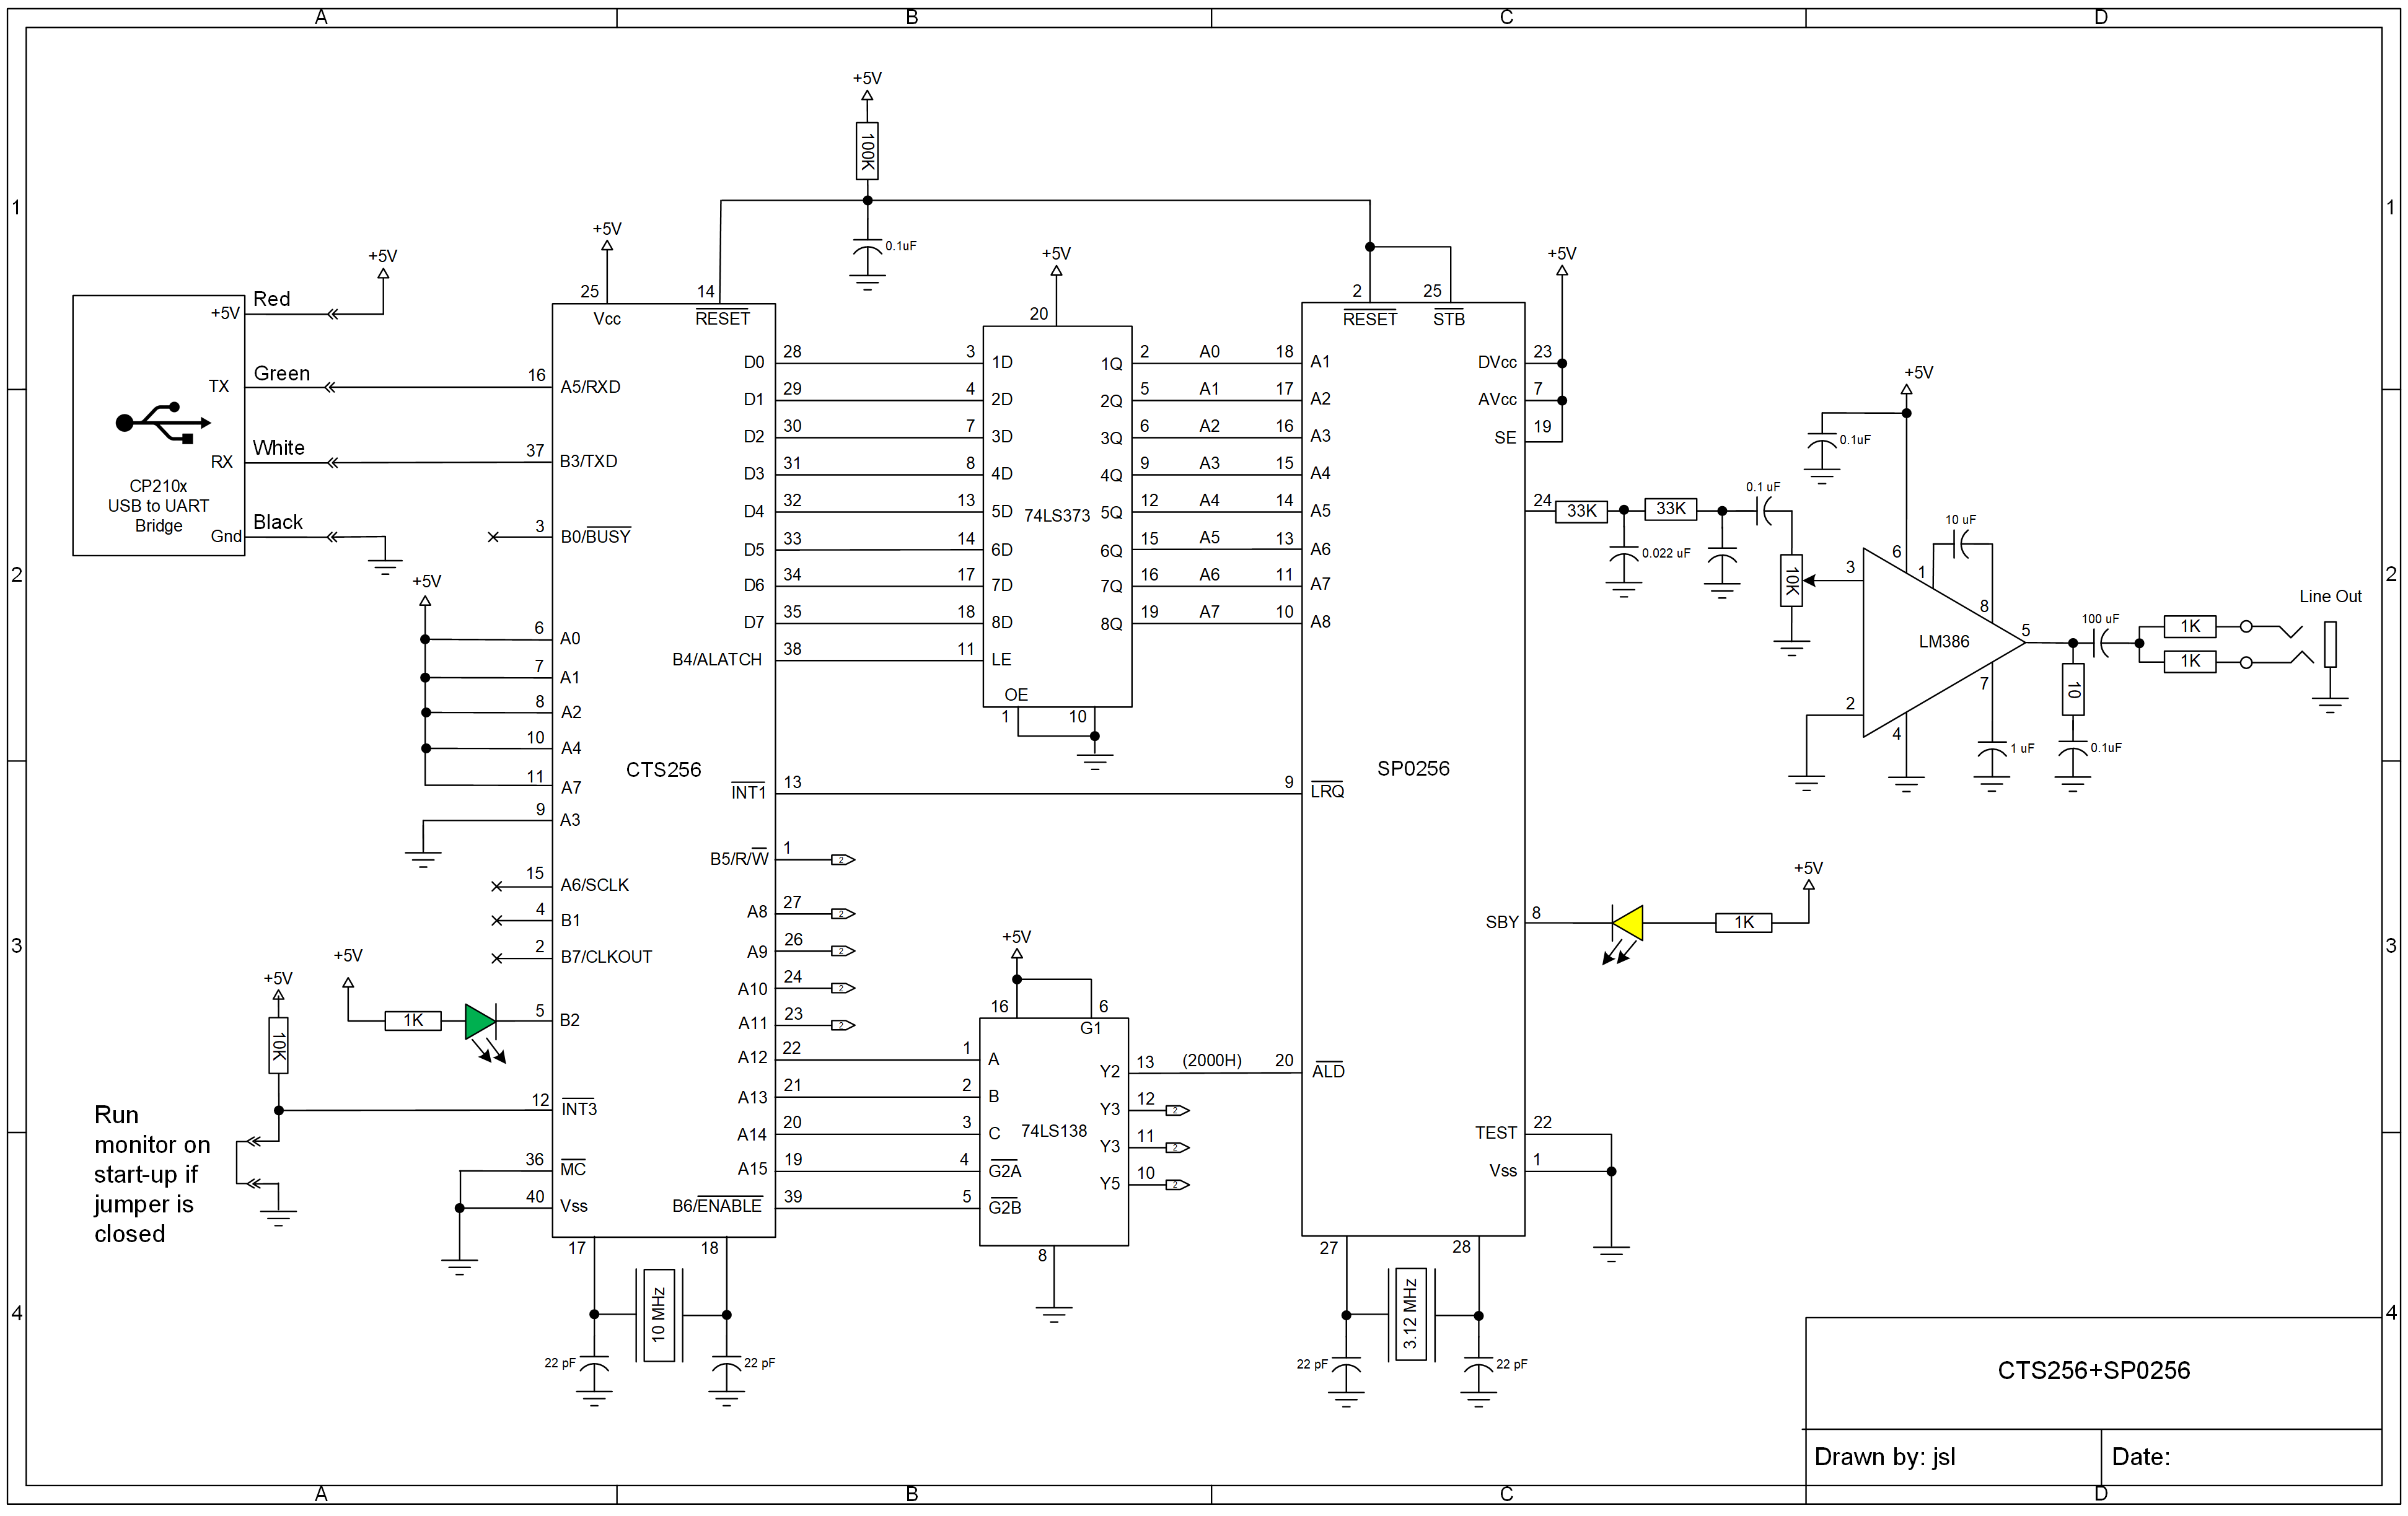 A
B
C
D
1
2
3
4
1
2
3
4
A
B
C
D
+5V
100K
0.1uF
+5V
Red
+5V
TX
Green
RX
White
CP210x
USB to UART
Bridge
Gnd
Black
+5V
25
Vcc
14
RESET
16
A5/RXD
37
B3/TXD
3
B0/BUSY
+5V
6
A0
7
A1
8
A2
10
A4
11
A7
9
A3
15
A6/SCLK
4
B1
2
B7/CLKOUT
+5V
1K
5
B2
+5V
10K
12
INT3
Run
monitor on
start-up if
jumper is
closed
36
MC
40
Vss
CTS256
D0
28
D1
29
D2
30
D3
31
D4
32
D5
33
D6
34
D7
35
B4/ALATCH
38
INT1
13
B5/R/W
1
2
A8
27
2
A9
26
2
A10
24
2
A11
23
2
A12
22
A13
21
A14
20
A15
19
B6/ENABLE
39
17
18
10 MHz
22 pF
22 pF
+5V
20
3
1D
4
2D
7
3D
8
4D
13
5D
14
6D
17
7D
18
8D
11
LE
74LS373
OE
1
10
1Q
2
A0
2Q
5
A1
3Q
6
A2
4Q
9
A3
5Q
12
A4
6Q
15
A5
7Q
16
A6
8Q
19
A7
+5V
16
6
G1
1
A
2
B
3
C
4
G2A
5
G2B
74LS138
8
Y2
13
(2000H)
Y3
12
2
Y3
11
2
Y5
10
2
2
RESET
25
STB
18
A1
17
A2
16
A3
15
A4
14
A5
13
A6
11
A7
10
A8
SP0256
9
LRQ
20
ALD
+5V
DVcc
23
AVcc
7
SE
19
24
33K
33K
0.022 uF
0.1 uF
10K
SBY
8
1K
+5V
TEST
22
Vss
1
27
28
3.12 MHz
22 pF
22 pF
+5V
0.1uF
6
1
10 uF
8
3
2
LM386
5
7
4
1 uF
100 uF
10
0.1uF
1K
1K
Line Out
CTS256+SP0256
Drawn by: jsl
Date: